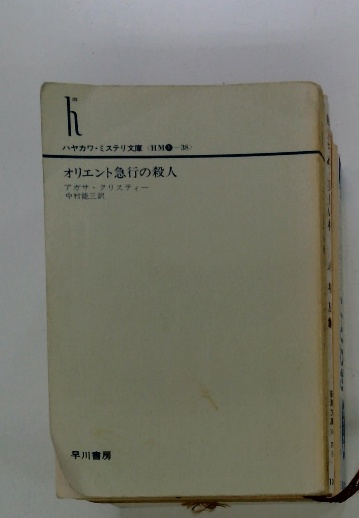 h
ハヤカワ・ミステリ文庫〈HM❶-38〉
オリエント急行の殺人
アガサ・クリスティー
中村能三訳
早川書房